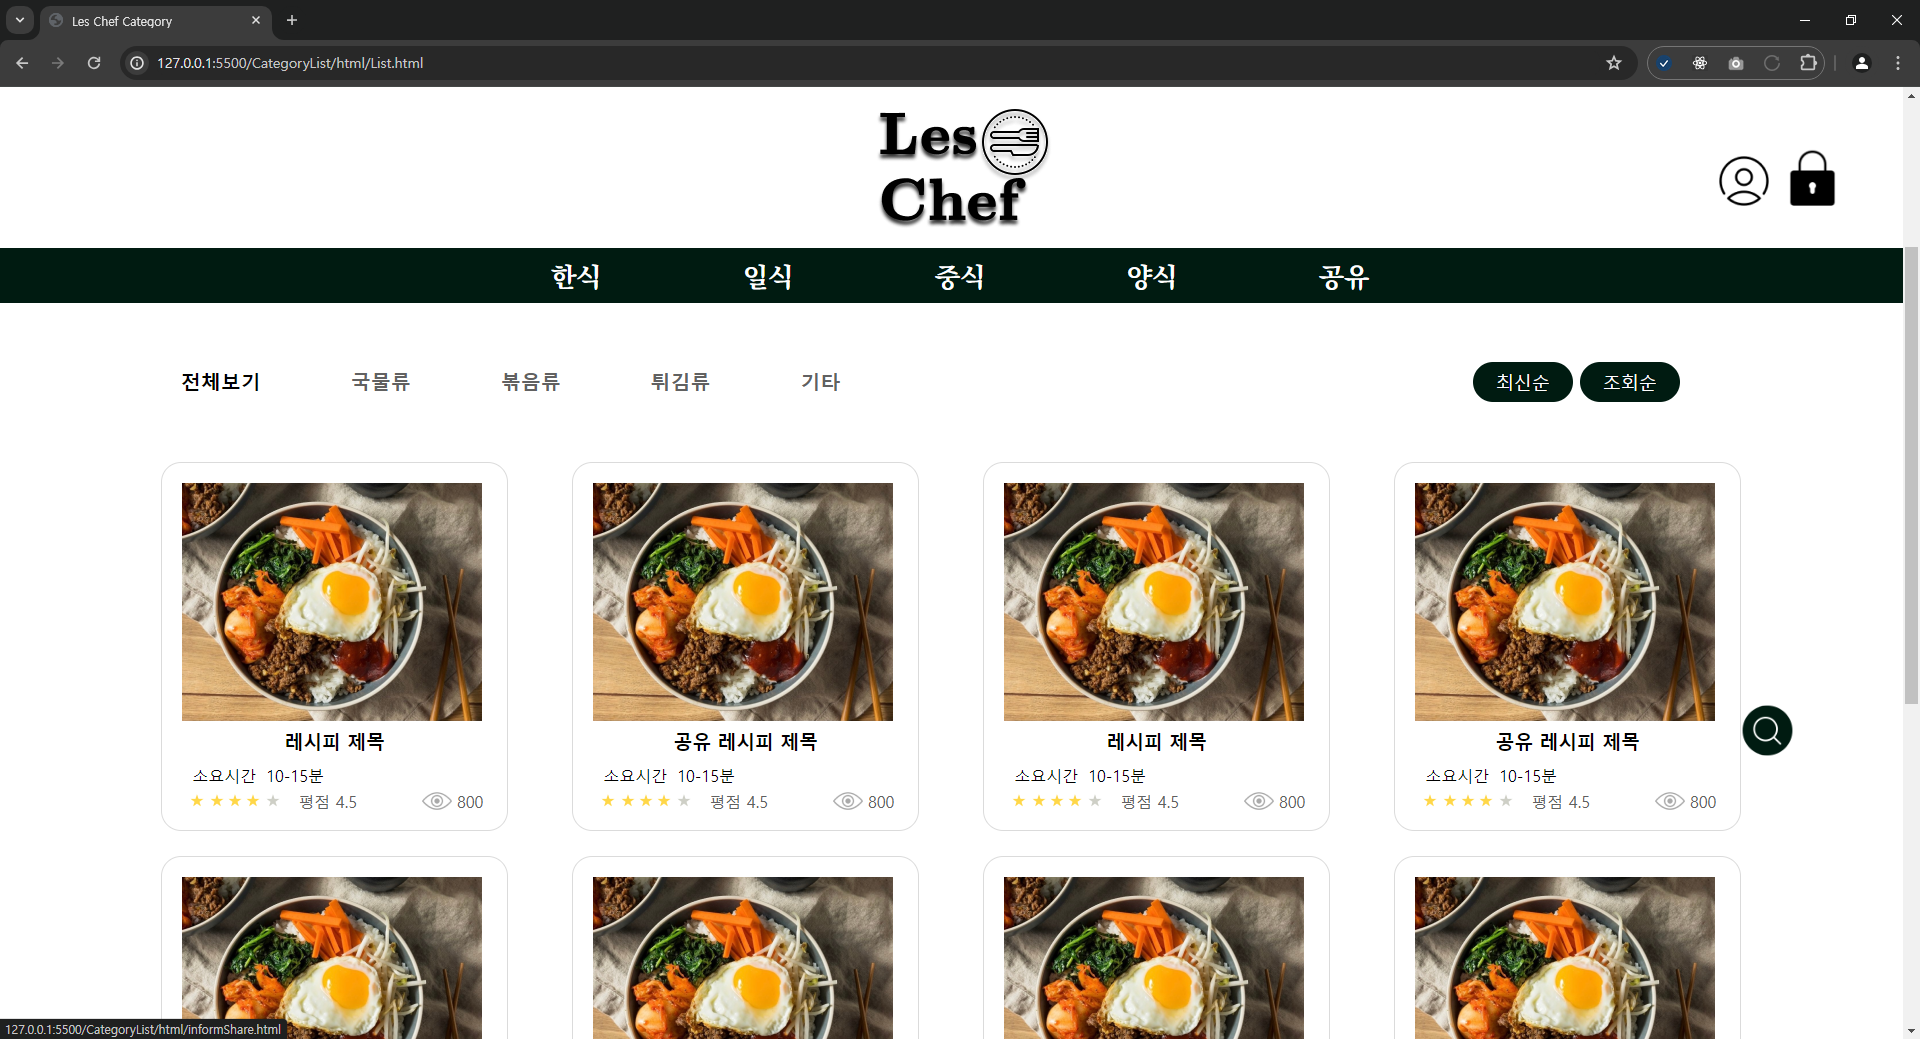 Les Chef Category
127.0.0.1:5500/CategoryList/html/List.html
Les
Chef
한식 일식 중식 양식 공유
전체보기 국물류 볶음류 튀김류 기타 최신순 조회순
레시피 제목 공유 레시피 제목 레시피 제목 공유 레시피 제목
소요시간 10-15분 소요시간 10-15분 소요시간 10-15분 소요시간 10-15분
★★★★★ 평점 4.5 800 ★★★★★ 평점 4.5 800 ★★★★★ 평점 4.5 800 ★★★★★ 평점 4.5 800
127.0.0.1:5500/CategoryList/html/informShare.html